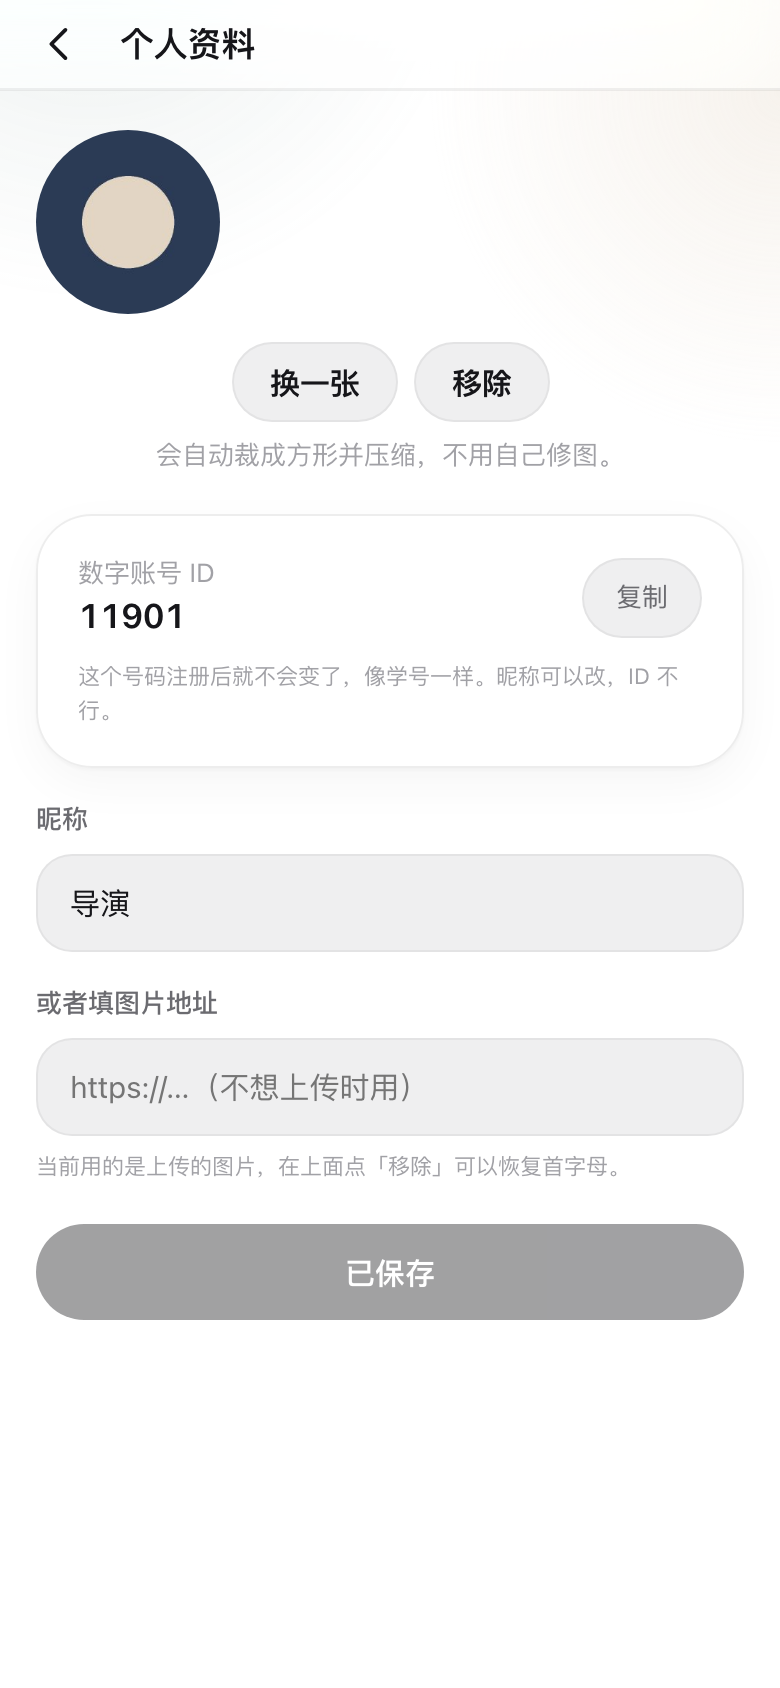 个人资料
换一张
移除
会自动裁成方形并压缩，不用自己修图。
数字账号 ID
11901
复制
这个号码注册后就不会变了，像学号一样。昵称可以改，ID 不
行。
昵称
导演
或者填图片地址
https://...（不想上传时用）
当前用的是上传的图片，在上面点「移除」可以恢复首字母。
已保存